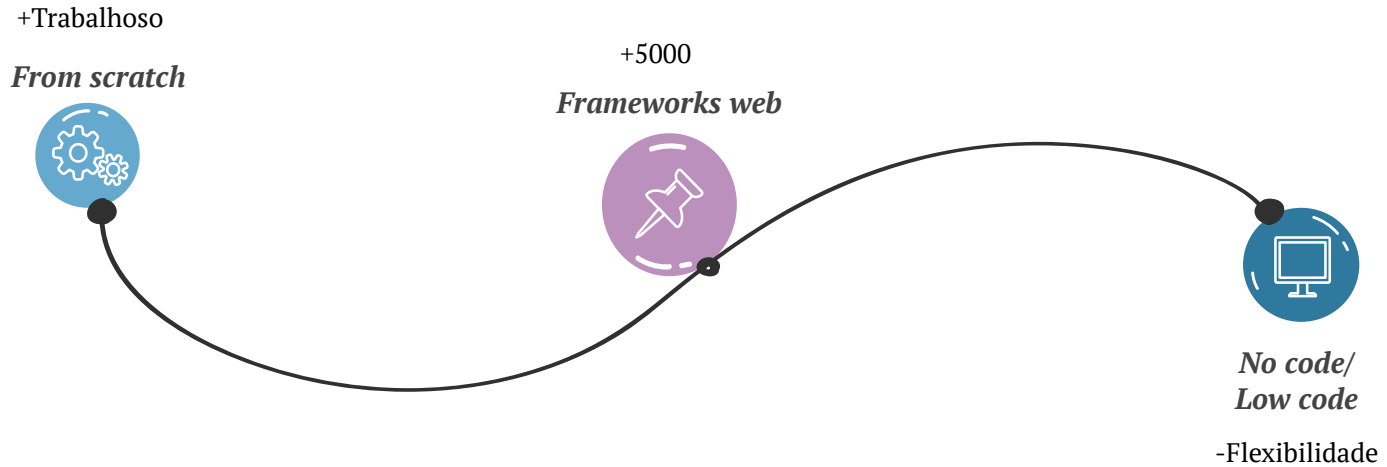 +Trabalhoso
From scratch
+5000
Frameworks web
No code/
Low code
-Flexibilidade